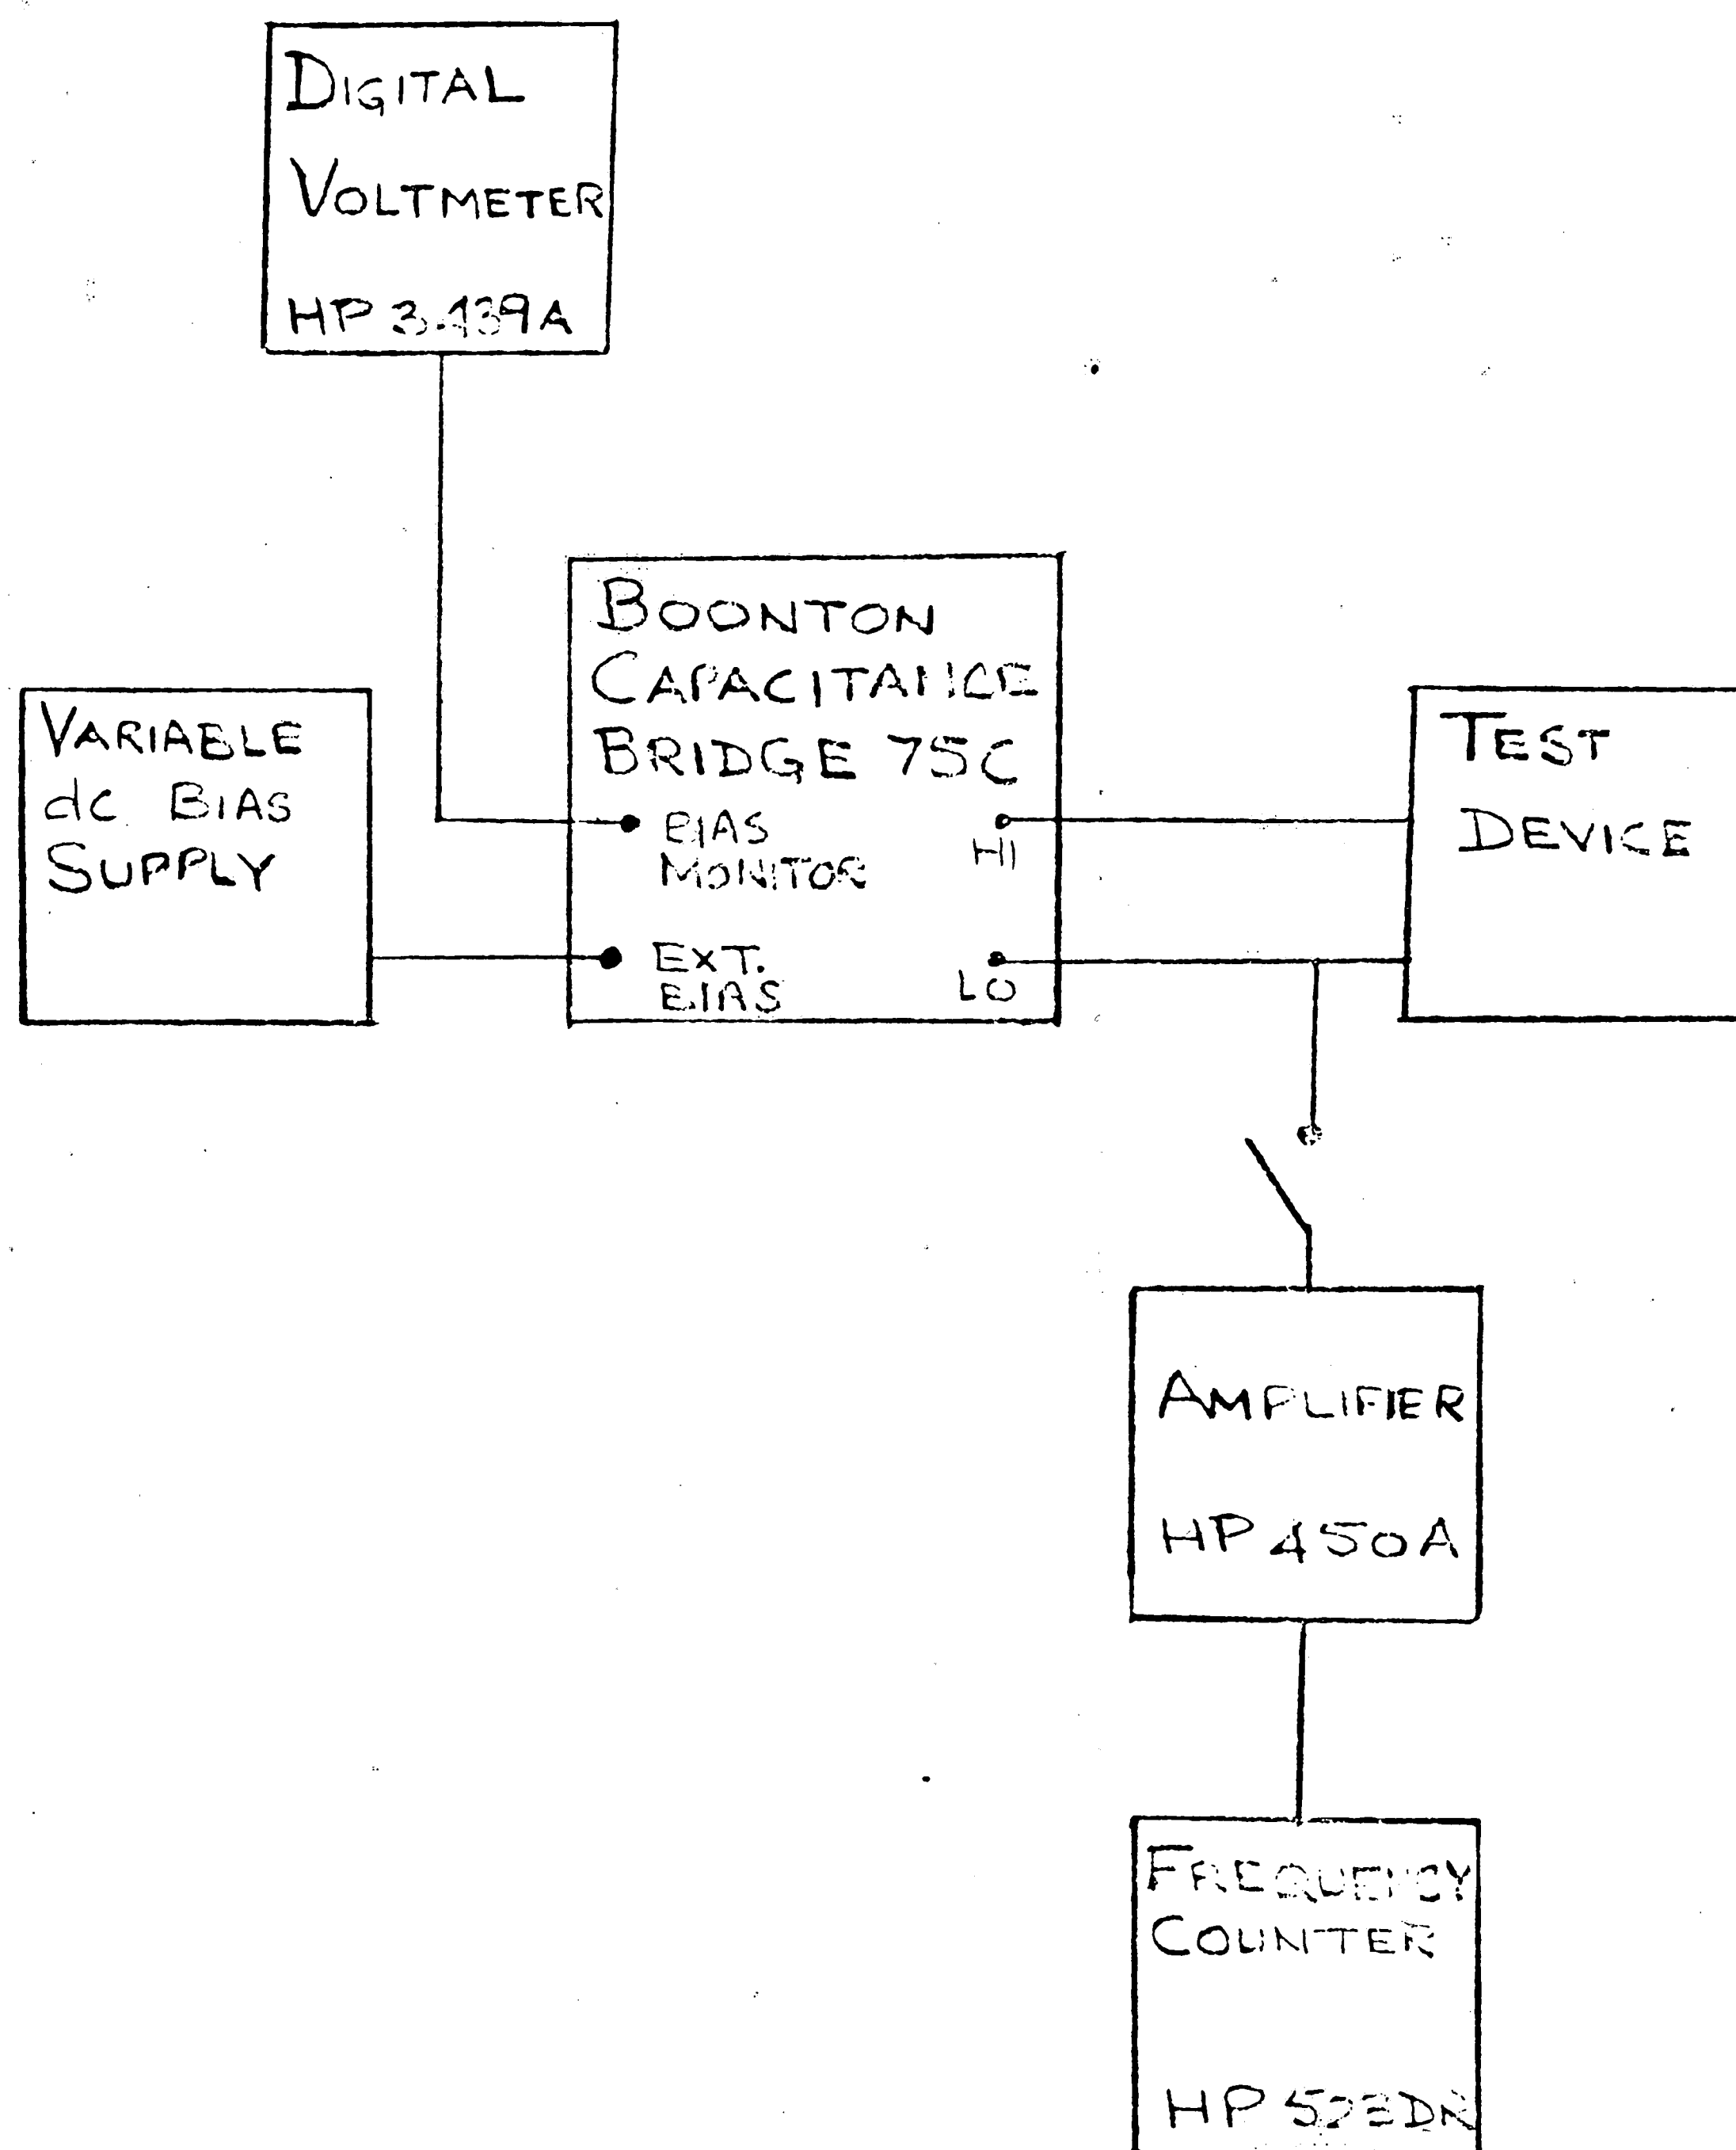 DIGITAL
VOLTMETER
HP 3439A
BOONTON
CAPACITANCE
BRIDGE 75C
BIAS
MONITOR
HI
EXT.
BIAS
LO
VARIABLE
dc BIAS
SUPPLY
TEST
DEVICE
AMPLIFIER
HP 450A
FREQUENCY
COUNTER
HP